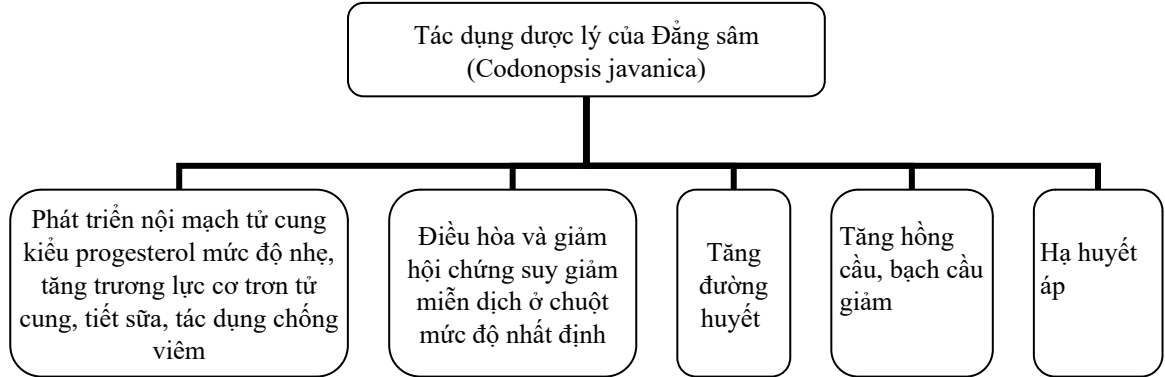 Tác dụng dược lý của Đẳng sâm
(Codonopsis javanica)
Phát triển nội mạch tử cung
kiểu progesterol mức độ nhẹ,
tăng trương lực cơ trơn tử
cung, tiết sữa, tác dụng chống
viêm
Điều hòa và giảm
hội chứng suy giảm
miễn dịch ở chuột
mức độ nhất định
Tăng
đường
huyết
Tăng hồng
cầu, bạch cầu
giảm
Hạ huyết
áp